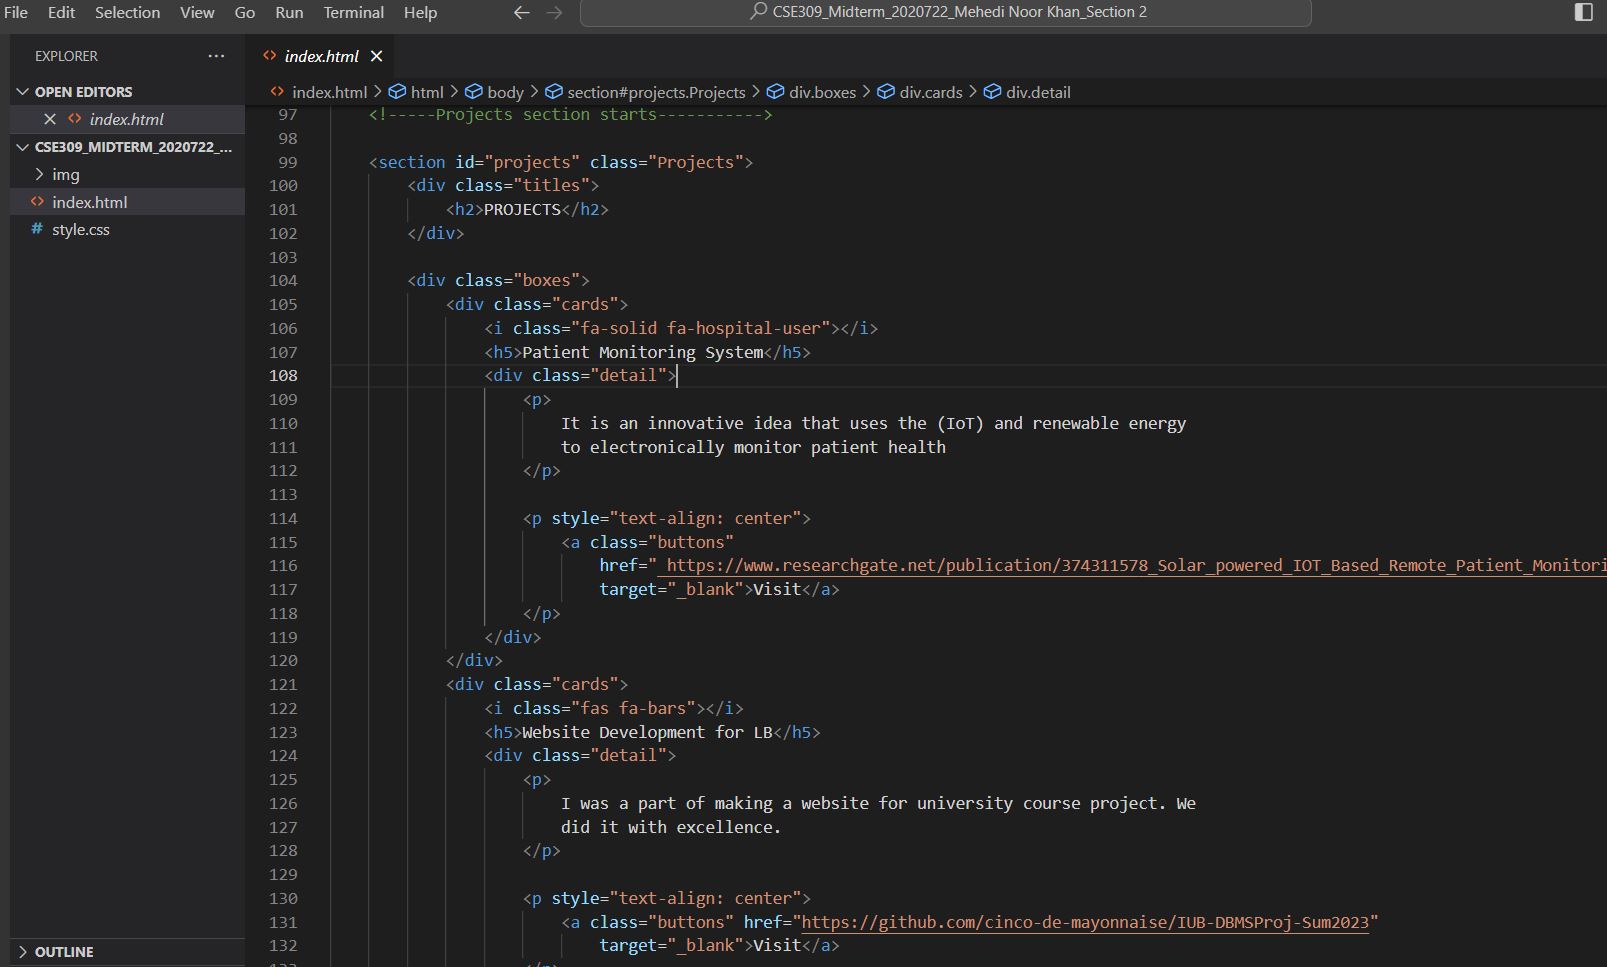 File Edit Selection View Go Run Terminal Help
CSE309_Midterm_2020722_Mehedi Noor Khan_Section 2
EXPLORER
OPEN EDITORS
index.html
CSE309_MIDTERM_2020722_...
img
index.html
style.css
OUTLINE
index.html
index.html > html > body > section#projects.Projects > div.boxes > div.cards > div.detail
97 <!-----Projects section starts----------->
98
99 <section id="projects" class="Projects">
100 <div class="titles">
101 <h2>PROJECTS</h2>
102 </div>
103
104 <div class="boxes">
105 <div class="cards">
106 <i class="fa-solid fa-hospital-user"></i>
107 <h5>Patient Monitoring System</h5>
108 <div class="detail">
109 <p>
110 It is an innovative idea that uses the (IoT) and renewable energy
111 to electronically monitor patient health
112 </p>
113
114 <p style="text-align: center">
115 <a class="buttons"
116 href=" https://www.researchgate.net/publication/374311578_Solar_powered_IOT_Based_Remote_Patient_Monitori
117 target="_blank">Visit</a>
118 </p>
119 </div>
120 </div>
121 <div class="cards">
122 <i class="fas fa-bars"></i>
123 <h5>Website Development for LB</h5>
124 <div class="detail">
125 <p>
126 I was a part of making a website for university course project. We
127 did it with excellence.
128 </p>
129
130 <p style="text-align: center">
131 <a class="buttons" href="https://github.com/cinco-de-mayonnaise/IUB-DBMSProj-Sum2023"
132 target="_blank">Visit</a>